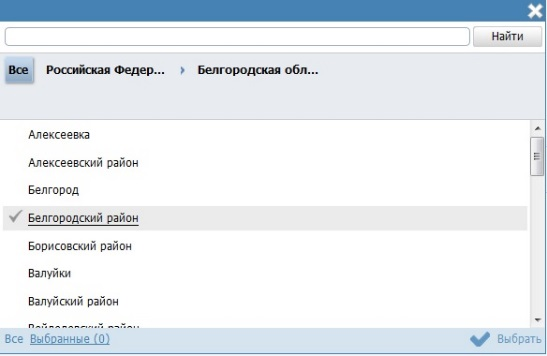 Найти
Все Российская Федер... › Белгородская обл...
Алексеевка
Алексеевский район
Белгород
Белгородский район
Борисовский район
Валуйки
Валуйский район
Вейделевский район
Все Выбранные (0) Выбрать